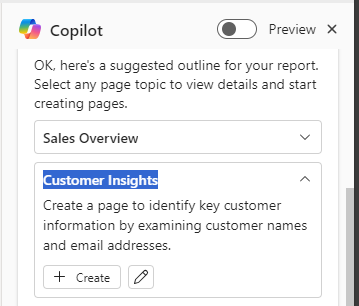 Copilot
Preview
OK, here's a suggested outline for your report.
Select any page topic to view details and start
creating pages.
Sales Overview
Customer Insights
Create a page to identify key customer
information by examining customer names
and email addresses.
+ Create